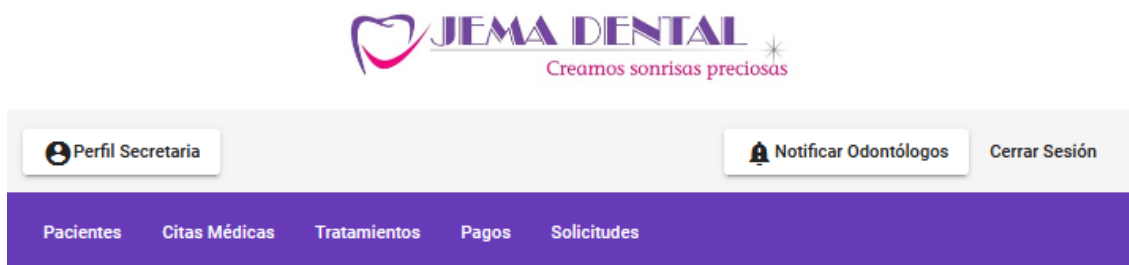 JEMA DENTAL
Creamos sonrisas preciosas
Perfil Secretaria
Notificar Odontólogos
Cerrar Sesión
Pacientes
Citas Médicas
Tratamientos
Pagos
Solicitudes